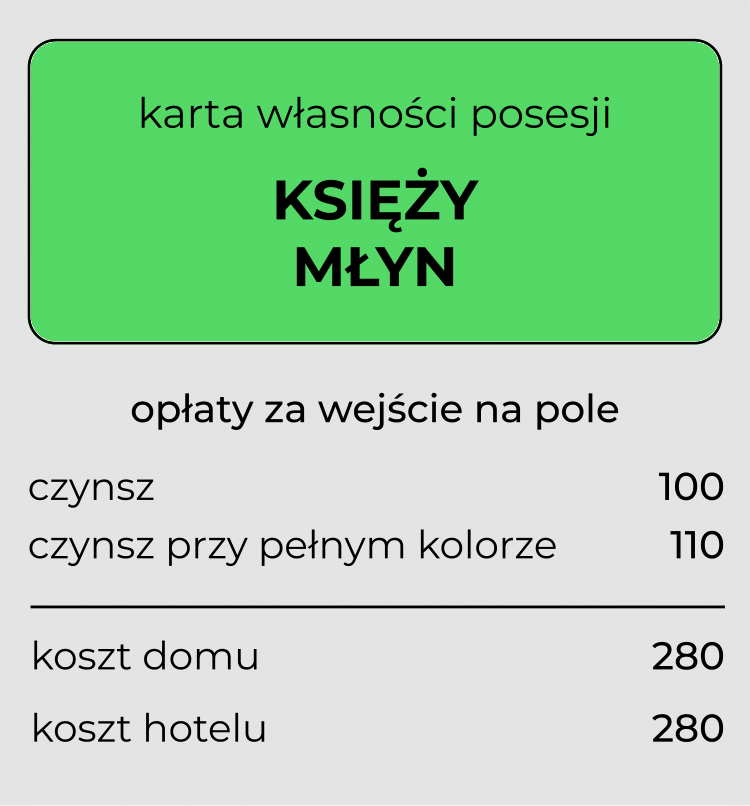 karta własności posesji
KSIĘŻY
MŁYN
opłaty za wejście na pole
czynsz 100
czynsz przy pełnym kolorze 110
koszt domu 280
koszt hotelu 280